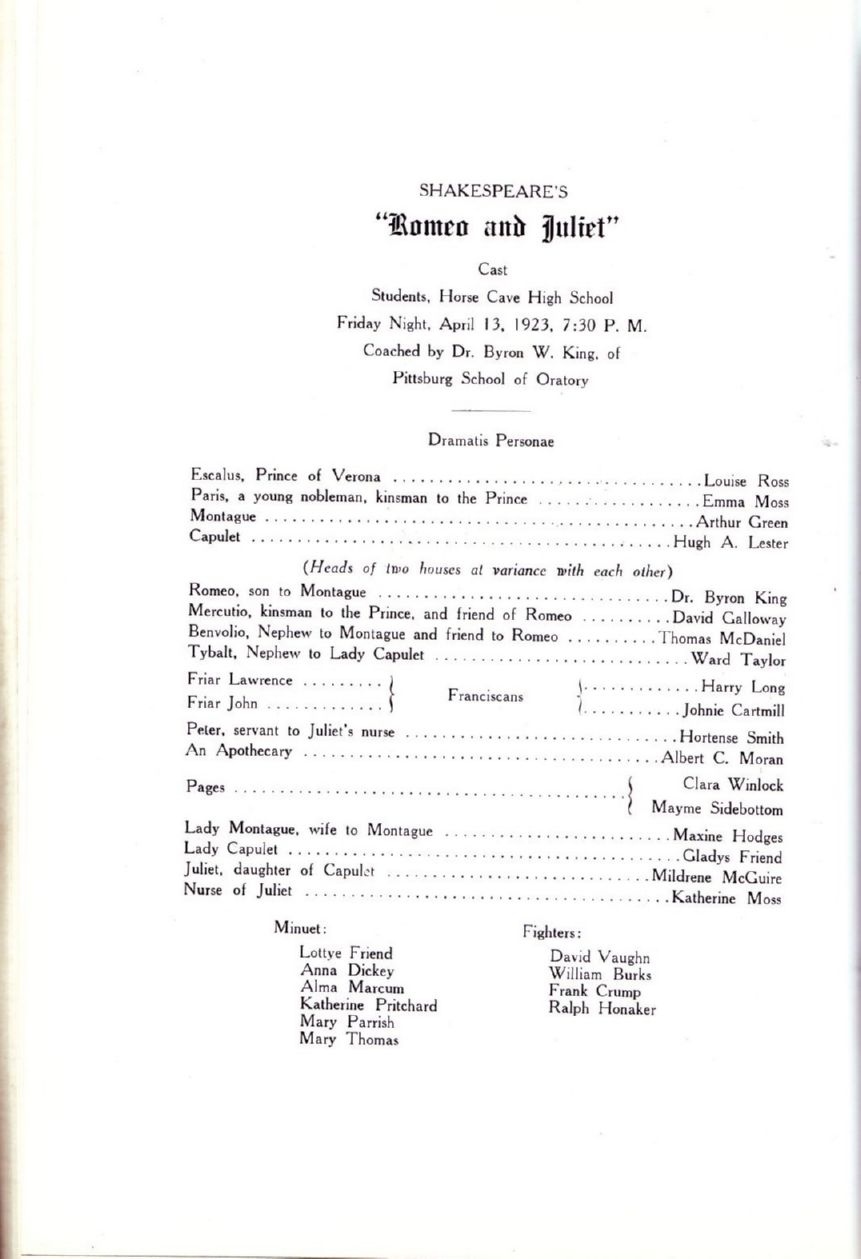 SHAKESPEARE'S
"Romeo and Juliet"
Cast
Students, Horse Cave High School
Friday Night, April 13, 1923, 7:30 P. M.
Coached by Dr. Byron W. King, of
Pittsburg School of Oratory
Dramatis Personae
Escalus, Prince of Verona ................................ Louise Ross
Paris, a young nobleman, kinsman to the Prince .................. Emma Moss
Montague ............................................... Arthur Green
Capulet .............................................. Hugh A. Lester
(Heads of two houses at variance with each other)
Romeo, son to Montague ................................ Dr. Byron King
Mercutio, kinsman to the Prince, and friend of Romeo .......... David Galloway
Benvolio, Nephew to Montague and friend to Romeo .......... Thomas McDaniel
Tybalt, Nephew to Lady Capulet ............................ Ward Taylor
Friar Lawrence ......... } Franciscans { ............. Harry Long
Friar John ............. } { ........... Johnie Cartmill
Peter, servant to Juliet's nurse .............................. Hortense Smith
An Apothecary ....................................... Albert C. Moran
Pages ........................................... { Clara Winlock
{ Mayme Sidebottom
Lady Montague, wife to Montague ......................... Maxine Hodges
Lady Capulet ........................................... Gladys Friend
Juliet, daughter of Capulet ............................. Mildrene McGuire
Nurse of Juliet ........................................ Katherine Moss
Minuet:
Lottye Friend
Anna Dickey
Alma Marcum
Katherine Pritchard
Mary Parrish
Mary Thomas
Fighters:
David Vaughn
William Burks
Frank Crump
Ralph Honaker